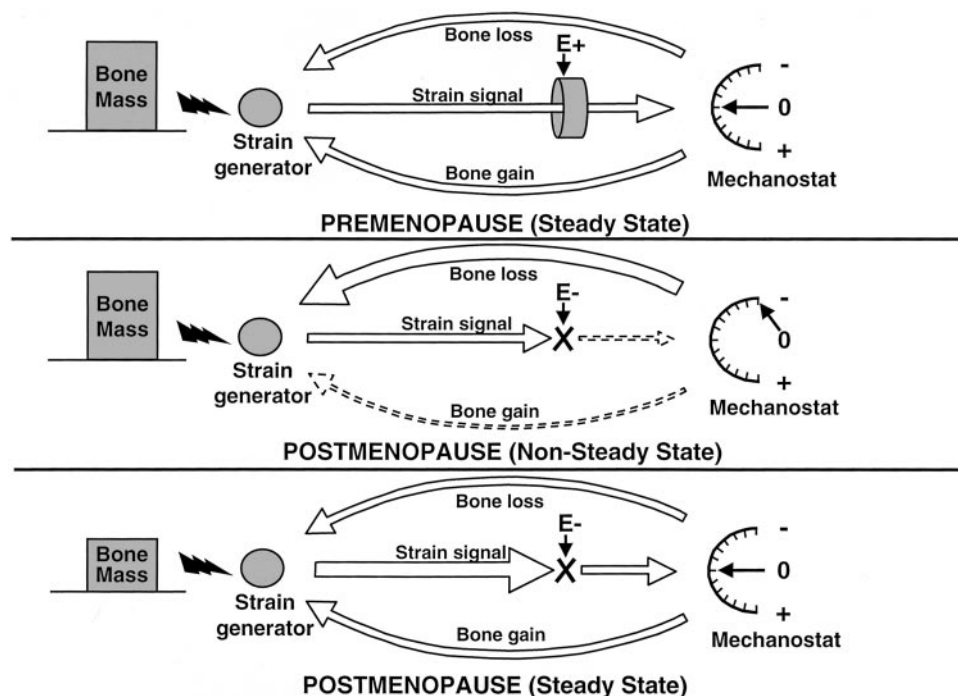 Bone loss
E+
-
Bone
Mass
Strain signal
0
Strain
generator
+
Bone gain
Mechanostat
PREMENOPAUSE (Steady State)
Bone loss
E-
-
Bone
Mass
Strain signal
X
0
Strain
generator
+
Bone gain
Mechanostat
POSTMENOPAUSE (Non-Steady State)
Bone loss
E-
-
Bone
Mass
Strain signal
X
0
Strain
generator
+
Bone gain
Mechanostat
POSTMENOPAUSE (Steady State)